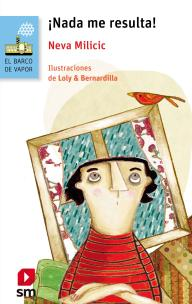 ¡Nada me resulta!
EL BARCO
DE VAPOR
Neva Milicic
Ilustraciones
de Loly & Bernardilla
sm